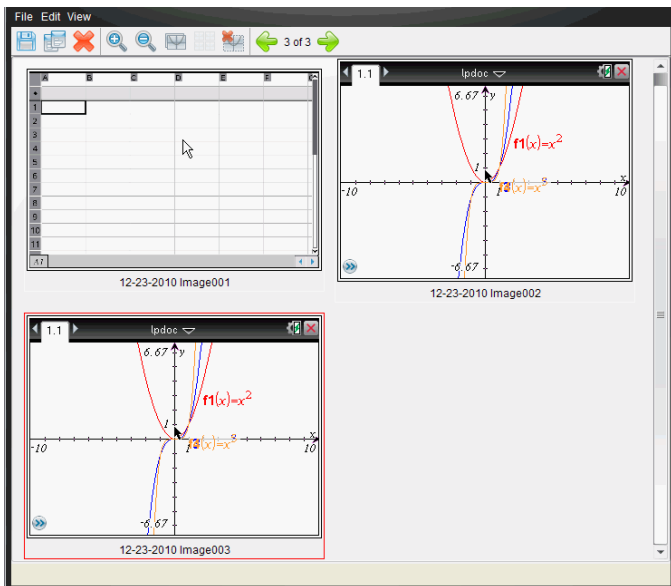 File Edit View
3 of 3
A B C D E F G
1
2
3
4
5
6
7
8
9
10
11
A1
12-23-2010 Image001
1.1 lpdoc
6.67 y
f1(x)=x²
1
x
-10 1 10
-6.67
12-23-2010 Image002
1.1 lpdoc
6.67 y
f1(x)=x²
1
x
-10 1 10
-6.67
12-23-2010 Image003